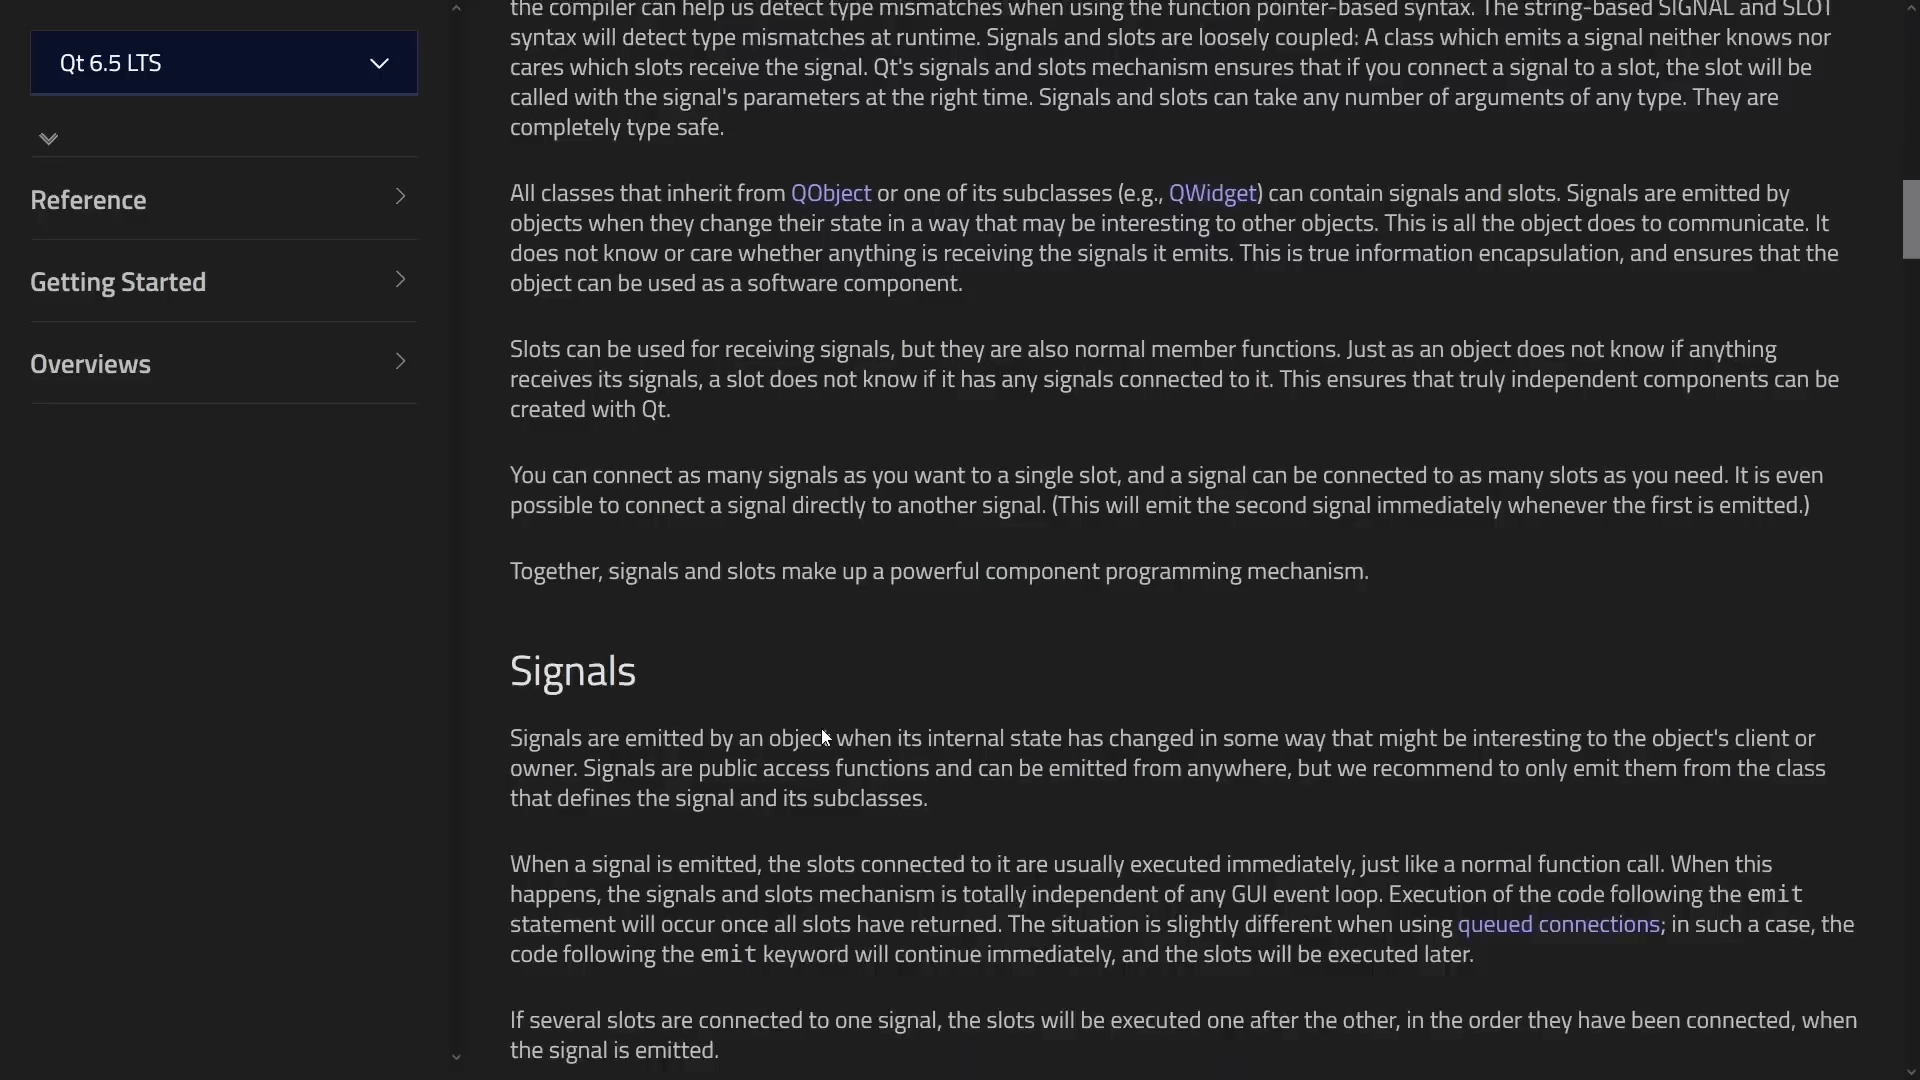 Qt 6.5 LTS
Reference
Getting Started
Overviews
the compiler can help us detect type mismatches when using the function pointer-based syntax. The string-based SIGNAL and SLOT
syntax will detect type mismatches at runtime. Signals and slots are loosely coupled: A class which emits a signal neither knows nor
cares which slots receive the signal. Qt's signals and slots mechanism ensures that if you connect a signal to a slot, the slot will be
called with the signal's parameters at the right time. Signals and slots can take any number of arguments of any type. They are
completely type safe.
All classes that inherit from QObject or one of its subclasses (e.g., QWidget) can contain signals and slots. Signals are emitted by
objects when they change their state in a way that may be interesting to other objects. This is all the object does to communicate. It
does not know or care whether anything is receiving the signals it emits. This is true information encapsulation, and ensures that the
object can be used as a software component.
Slots can be used for receiving signals, but they are also normal member functions. Just as an object does not know if anything
receives its signals, a slot does not know if it has any signals connected to it. This ensures that truly independent components can be
created with Qt.
You can connect as many signals as you want to a single slot, and a signal can be connected to as many slots as you need. It is even
possible to connect a signal directly to another signal. (This will emit the second signal immediately whenever the first is emitted.)
Together, signals and slots make up a powerful component programming mechanism.
Signals
Signals are emitted by an object when its internal state has changed in some way that might be interesting to the object's client or
owner. Signals are public access functions and can be emitted from anywhere, but we recommend to only emit them from the class
that defines the signal and its subclasses.
When a signal is emitted, the slots connected to it are usually executed immediately, just like a normal function call. When this
happens, the signals and slots mechanism is totally independent of any GUI event loop. Execution of the code following the emit
statement will occur once all slots have returned. The situation is slightly different when using queued connections; in such a case, the
code following the emit keyword will continue immediately, and the slots will be executed later.
If several slots are connected to one signal, the slots will be executed one after the other, in the order they have been connected, when
the signal is emitted.